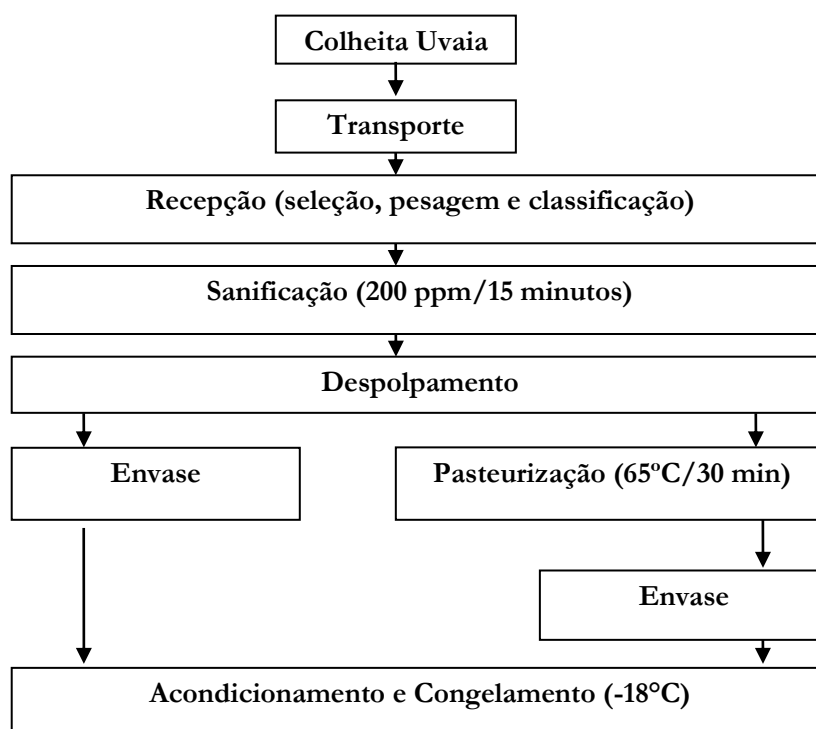 Colheita Uvaia
Transporte
Recepção (seleção, pesagem e classificação)
Sanificação (200 ppm/15 minutos)
Despolpamento
Envase
Pasteurização (65ºC/30 min)
Envase
Acondicionamento e Congelamento (-18°C)